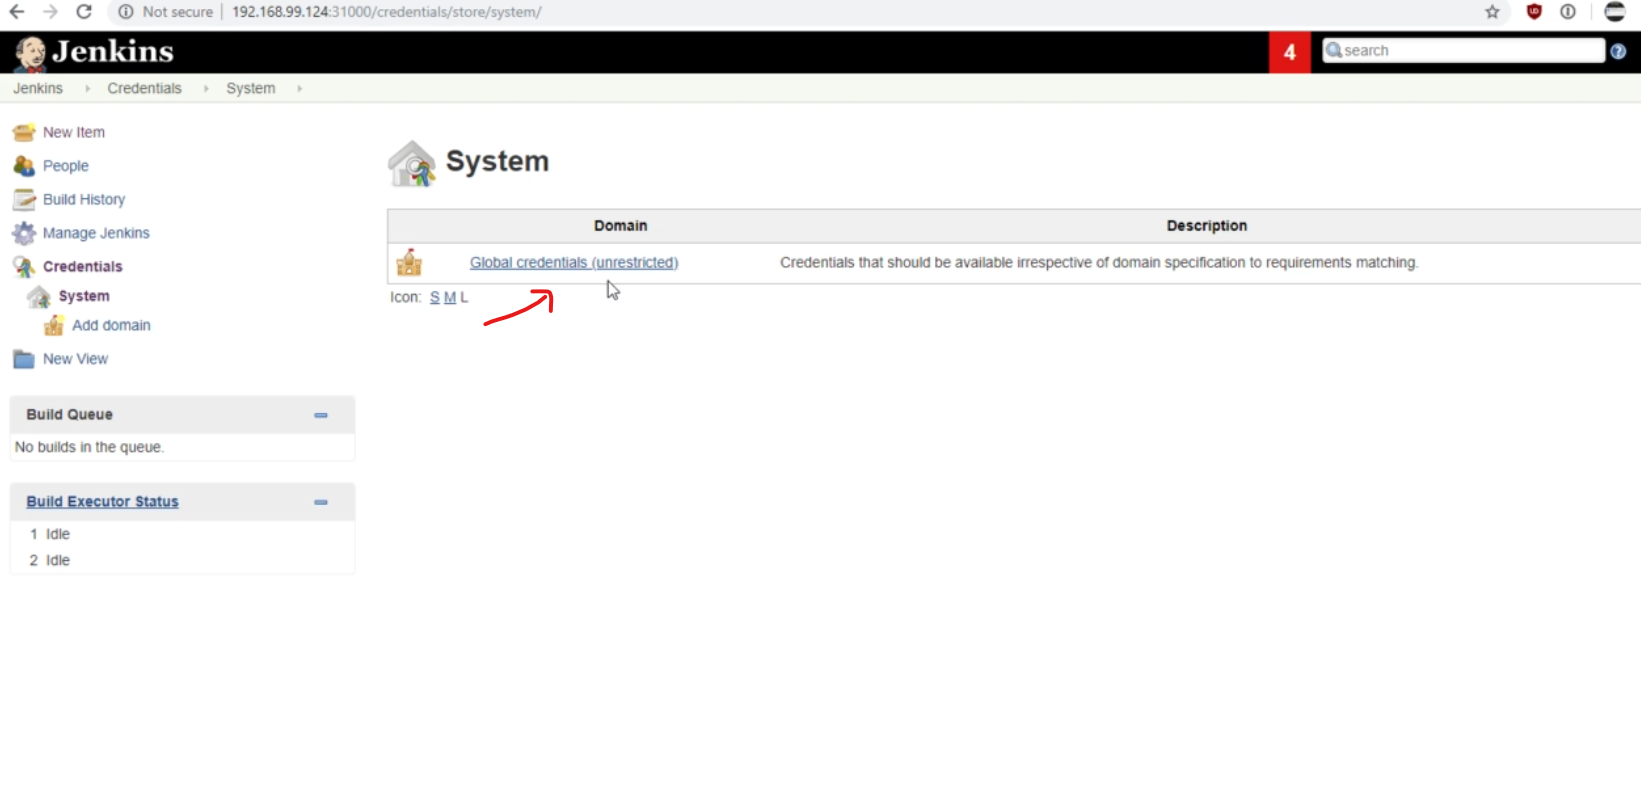 Not secure | 192.168.99.124:31000/credentials/store/system/
Jenkins
4
search
Jenkins Credentials System
New Item
People
Build History
Manage Jenkins
Credentials
System
Add domain
New View
Build Queue
No builds in the queue.
Build Executor Status
1 Idle
2 Idle
System
Domain Description
Global credentials (unrestricted) Credentials that should be available irrespective of domain specification to requirements matching.
Icon: S M L